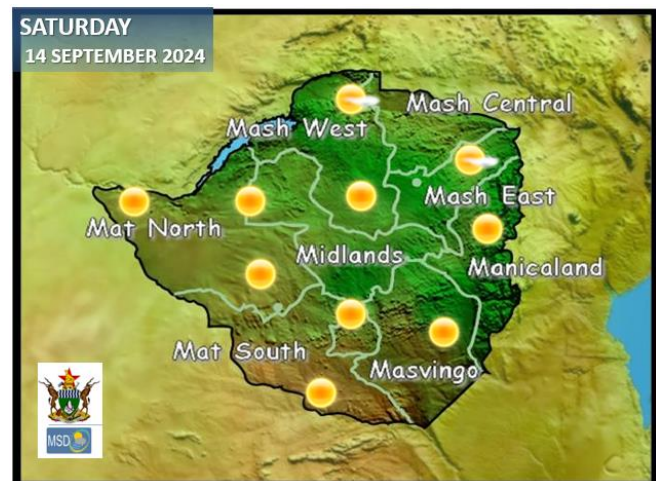 SATURDAY
14 SEPTEMBER 2024
Mash Central
Mash West
Mash East
Mat North
Midlands
Manicaland
Mat South
Masvingo
MSD